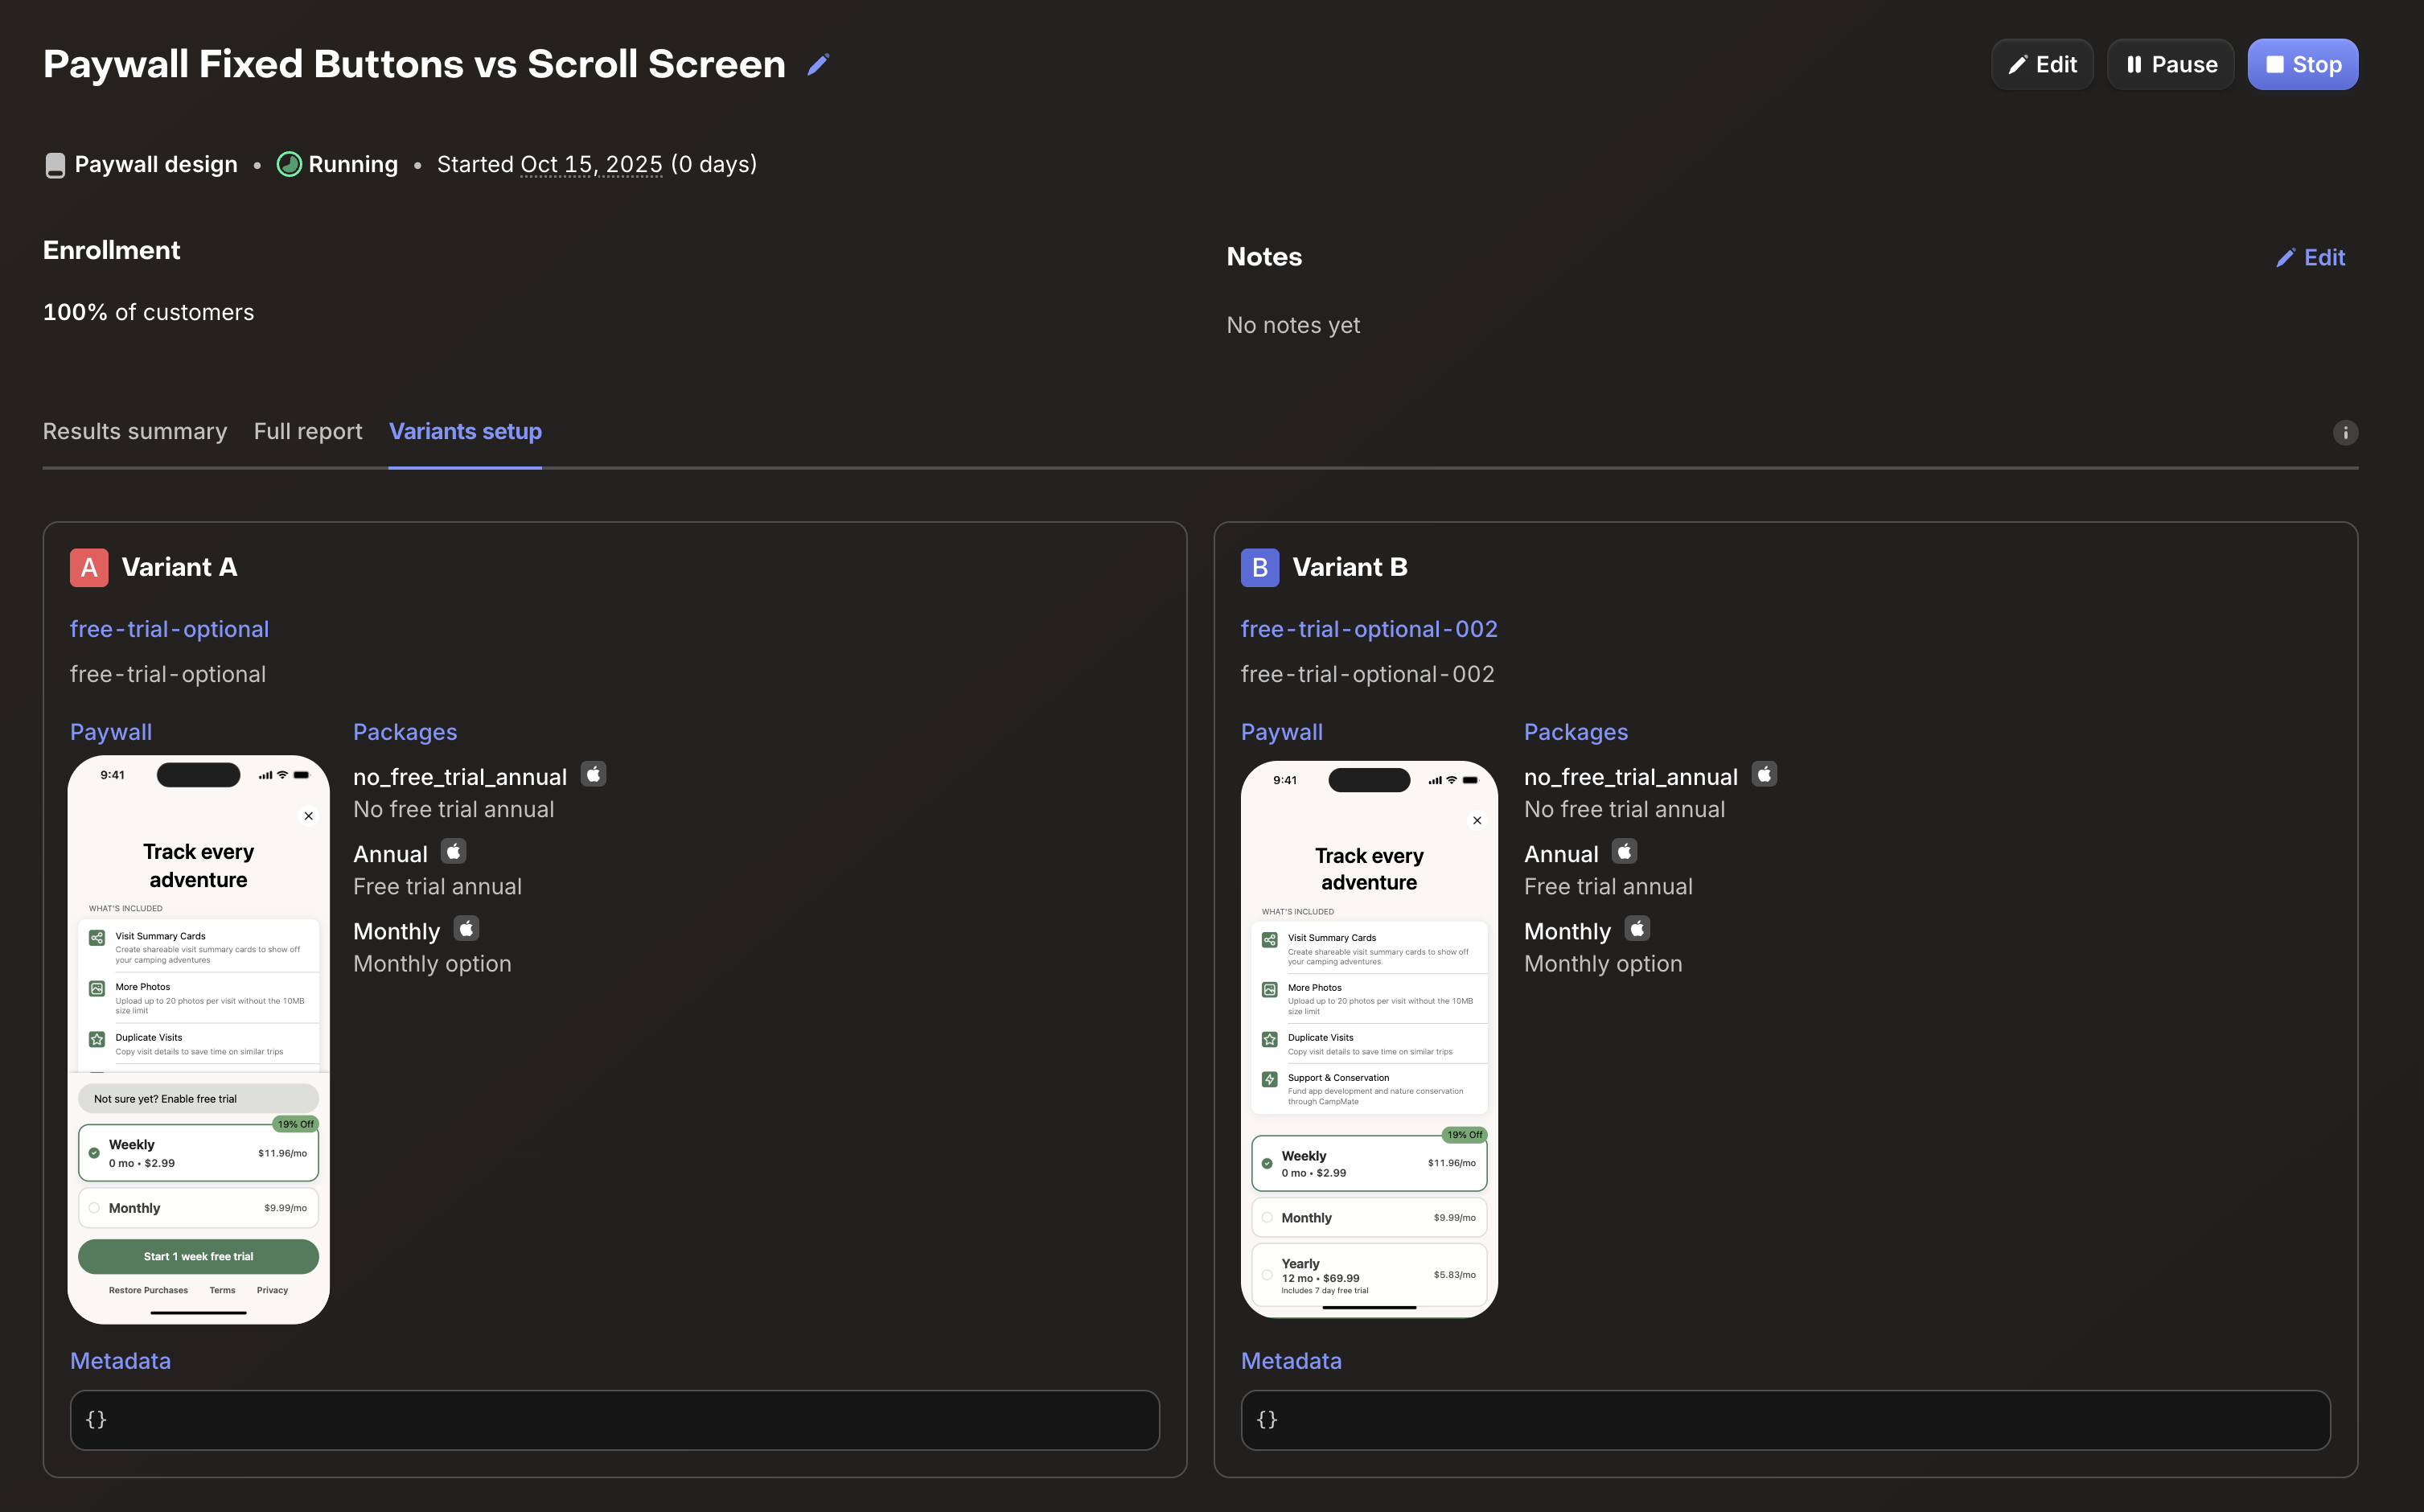 Paywall Fixed Buttons vs Scroll Screen
Edit
Pause
Stop
Paywall design • Running • Started Oct 15, 2025 (0 days)
Enrollment
100% of customers
Notes
Edit
No notes yet
Results summary
Full report
Variants setup
A Variant A
free-trial-optional
free-trial-optional
Paywall
9:41
Track every
adventure
WHAT'S INCLUDED
Visit Summary Cards
Create shareable visit summary cards to show off
your camping adventures
More Photos
Upload up to 20 photos per visit without the 10MB
size limit
Duplicate Visits
Copy visit details to save time on similar trips
Not sure yet? Enable free trial
19% Off
Weekly
0 mo • $2.99
$11.96/mo
Monthly
$9.99/mo
Start 1 week free trial
Restore Purchases
Terms
Privacy
Packages
no_free_trial_annual
No free trial annual
Annual
Free trial annual
Monthly
Monthly option
Metadata
{}
B Variant B
free-trial-optional-002
free-trial-optional-002
Paywall
9:41
Track every
adventure
WHAT'S INCLUDED
Visit Summary Cards
Create shareable visit summary cards to show off
your camping adventures
More Photos
Upload up to 20 photos per visit without the 10MB
size limit
Duplicate Visits
Copy visit details to save time on similar trips
Support & Conservation
Fund app development and nature conservation
through CampMate
19% Off
Weekly
0 mo • $2.99
$11.96/mo
Monthly
$9.99/mo
Yearly
12 mo • $69.99
Includes 7 day free trial
$5.83/mo
Packages
no_free_trial_annual
No free trial annual
Annual
Free trial annual
Monthly
Monthly option
Metadata
{}